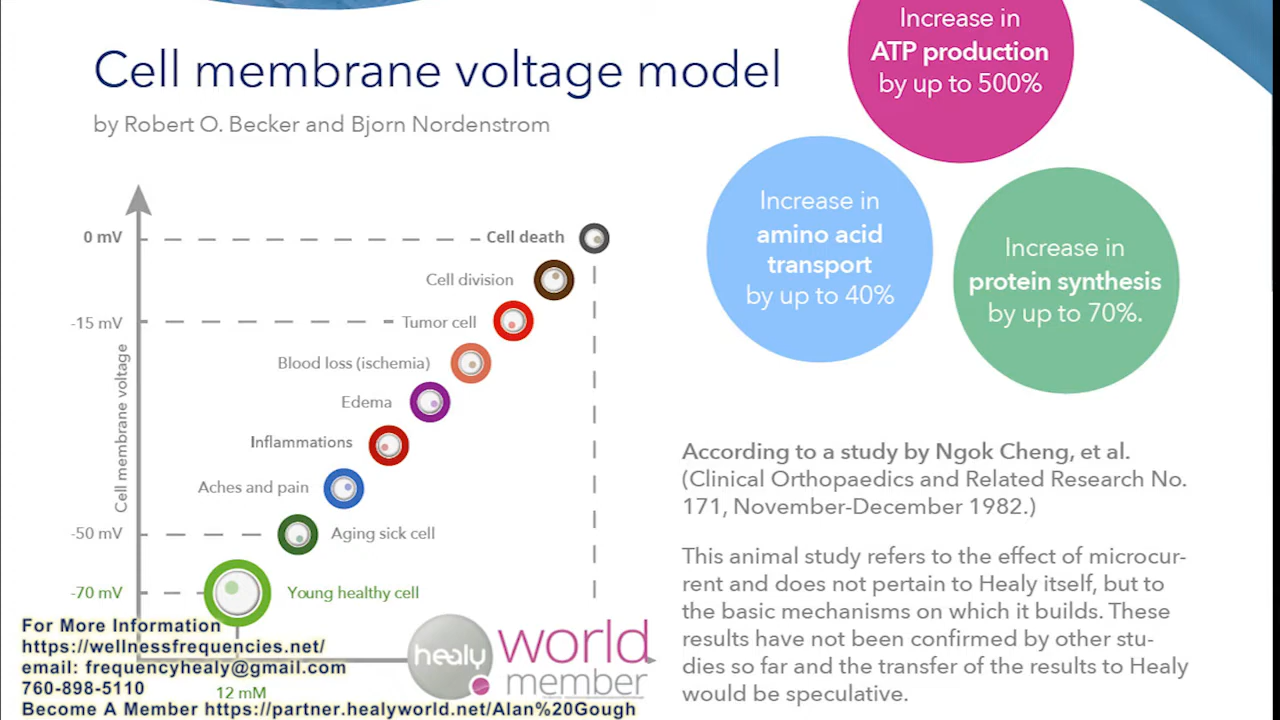 Cell membrane voltage model
by Robert O. Becker and Bjorn Nordenstrom
Increase in
ATP production
by up to 500%
Increase in
amino acid
transport
by up to 40%
Increase in
protein synthesis
by up to 70%.
Cell membrane voltage
0 mV
Cell death
Cell division
-15 mV
Tumor cell
Blood loss (ischemia)
Edema
Inflammations
Aches and pain
-50 mV
Aging sick cell
-70 mV
Young healthy cell
12 mM
According to a study by Ngok Cheng, et al.
(Clinical Orthopaedics and Related Research No.
171, November-December 1982.)
This animal study refers to the effect of microcur-
rent and does not pertain to Healy itself, but to
the basic mechanisms on which it builds. These
results have not been confirmed by other stu-
dies so far and the transfer of the results to Healy
would be speculative.
For More Information
https://wellnessfrequencies.net/
email: frequencyhealy@gmail.com
760-898-5110
Become A Member https://partner.healyworld.net/Alan%20Gough
healy
world
member